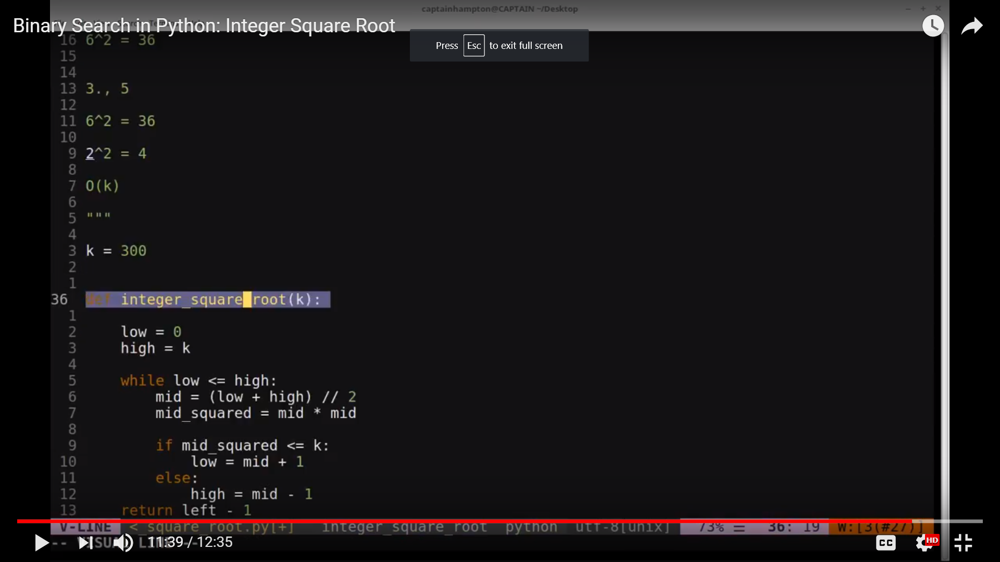 captainhampton@CAPTAIN ~/Desktop
Binary Search in Python: Integer Square Root
Press Esc to exit full screen
16 6^2 = 36
15
14
13 3., 5
12
11 6^2 = 36
10
9 2^2 = 4
8
7 O(k)
6
5 """
4
3 k = 300
2
1
36 def integer_square_root(k):
1
2 low = 0
3 high = k
4
5 while low <= high:
6 mid = (low + high) // 2
7 mid_squared = mid * mid
8
9 if mid_squared <= k:
10 low = mid + 1
11 else:
12 high = mid - 1
13 return left - 1
V-LINE <_square_root.py[+] integer_square_root python utf-8[unix] 73% 36: 19 W:[3(#27)]
-- VISUAL LINE --
11:39 / 12:35
CC
HD